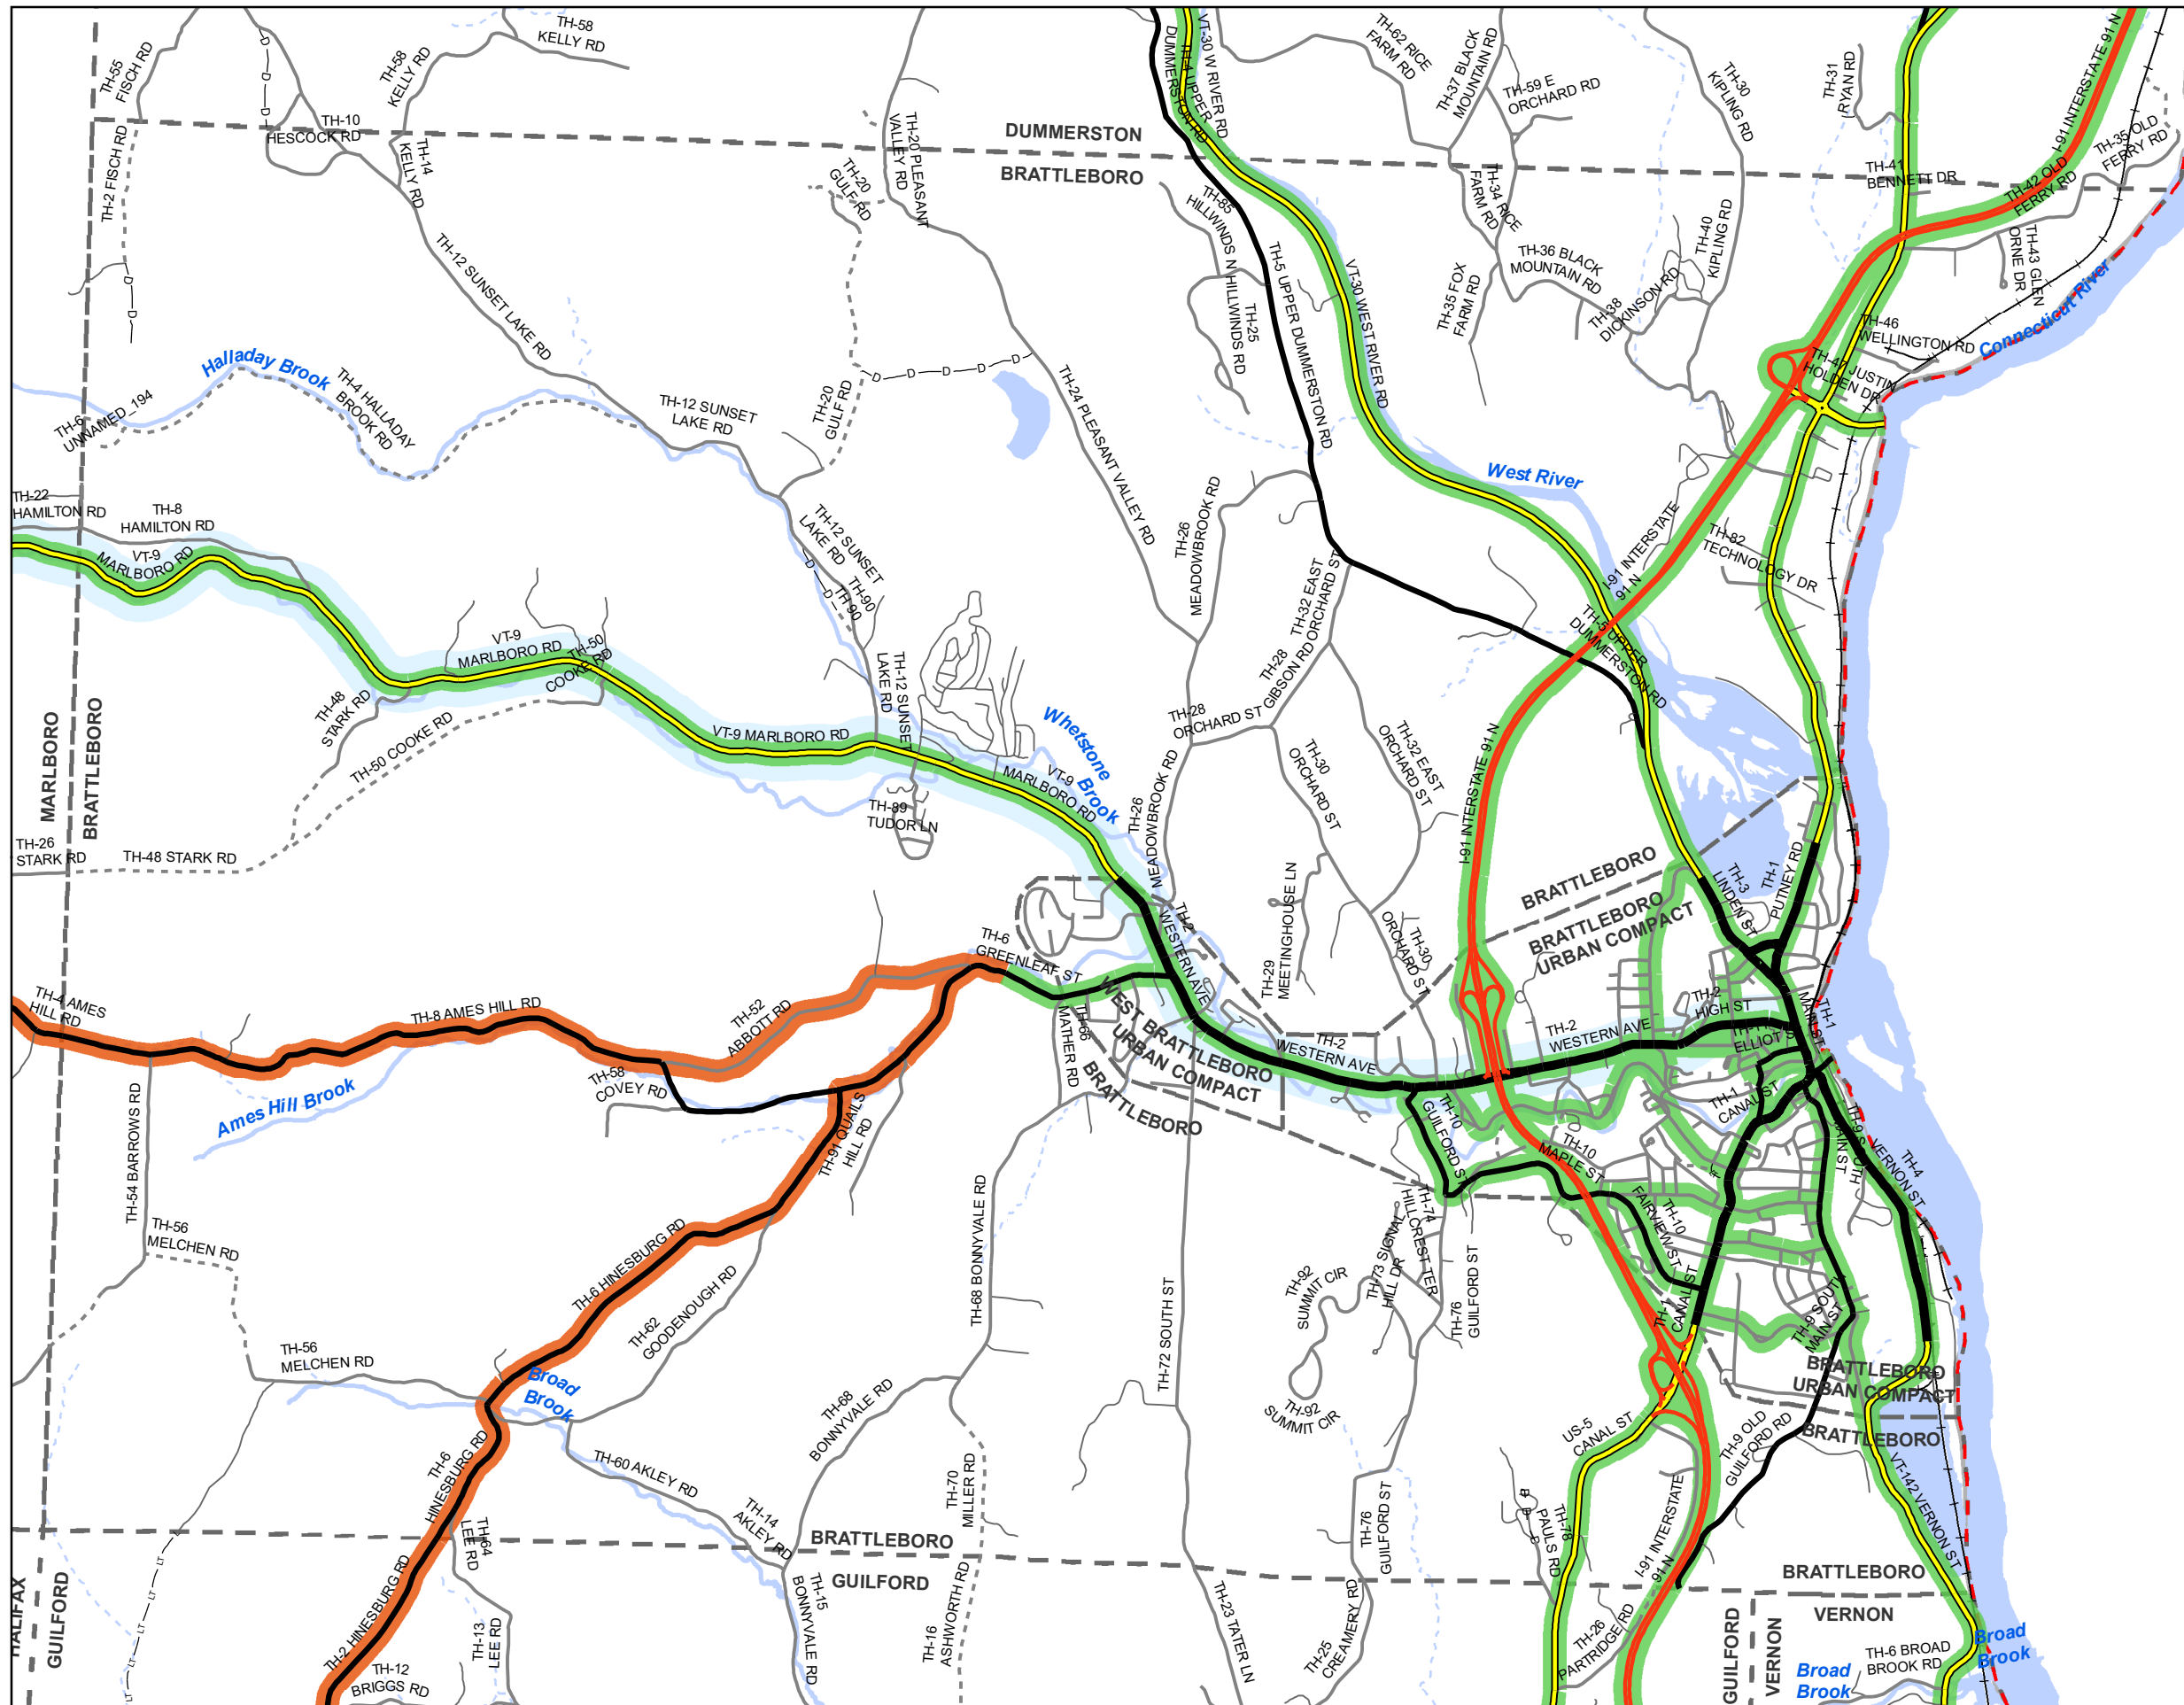 TH-55
FISCH RD
TH-58
KELLY RD
TH-58
KELLY RD
TH-2 FISCH RD
TH-10
HESCOCK RD
TH-14
KELLY RD
TH-20 PLEASANT
VALLEY RD
TH-20
GULF RD
DUMMERSTON
BRATTLEBORO
TH-4 UPPER
DUMMERSTON RD
VT-30 W RIVER RD
TH-62 RICE
FARM RD
TH-37 BLACK
MOUNTAIN RD
TH-59 E
ORCHARD RD
TH-30
KIPLING RD
TH-31
RYAN RD
I-91 INTERSTATE 91 N
TH-35 OLD
FERRY RD
TH-41
BENNETT DR
TH-42 OLD
FERRY RD
TH-85
HILLWINDS N
TH-25
HILLWINDS RD
TH-5 UPPER DUMMERSTON RD
VT-30 WEST RIVER RD
TH-34 RICE
FARM RD
TH-36 BLACK
MOUNTAIN RD
TH-35 FOX
FARM RD
TH-38
DICKINSON RD
TH-40
KIPLING RD
TH-43 GLEN
ORNE DR
TH-46
WELLINGTON RD
Connecticut River
TH-47 JUSTIN
HOLDEN DR
TH-12 SUNSET LAKE RD
Halladay Brook
TH-4 HALLADAY
BROOK RD
TH-6
UNNAMED_194
TH-12 SUNSET
LAKE RD
TH-20
GULF RD
TH-24 PLEASANT VALLEY RD
TH-22
HAMILTON RD
TH-8
HAMILTON RD
VT-9
MARLBORO RD
TH-12 SUNSET
LAKE RD
TH-90
TH 90
TH-26
MEADOWBROOK RD
TH-32 EAST
ORCHARD ST
TH-28
GIBSON RD
West River
I-91 INTERSTATE
91 N
TH-82
TECHNOLOGY DR
TH-5 UPPER
DUMMERSTON RD
VT-9
MARLBORO RD
TH-50
COOKE RD
TH-48
STARK RD
TH-50 COOKE RD
VT-9 MARLBORO RD
TH-12 SUNSET
LAKE RD
Whetstone
Brook
VT-9
MARLBORO RD
TH-28
ORCHARD ST
TH-30
ORCHARD ST
TH-32 EAST
ORCHARD ST
I-91 INTERSTATE 91 N
MARLBORO
BRATTLEBORO
TH-26
STARK RD
TH-48 STARK RD
TH-89
TUDOR LN
TH-26
MEADOWBROOK RD
I-91 INTERSTATE 91 N
BRATTLEBORO
BRATTLEBORO
URBAN COMPACT
TH-3
LINDEN ST
TH-1
PUTNEY RD
TH-2
WESTERN AVE
TH-29
MEETINGHOUSE LN
TH-30
ORCHARD ST
TH-6
GREENLEAF ST
TH-4 AMES
HILL RD
TH-8 AMES HILL RD
TH-52
ABBOTT RD
TH-66
MATHER RD
WEST BRATTLEBORO
URBAN COMPACT
BRATTLEBORO
TH-2
WESTERN AVE
TH-2
WESTERN AVE
TH-2
HIGH ST
ELLIOT ST
TH-1
MAIN ST
TH-58
COVEY RD
Ames Hill Brook
TH-54 BARROWS RD
TH-91 QUAILS
HILL RD
TH-10
GUILFORD ST
TH-10
MAPLE ST
TH-1
CANAL ST
TH-9 SOUTH
MAIN ST
TH-4
VERNON ST
TH-56
MELCHEN RD
TH-6 HINESBURG RD
TH-62
GOODENOUGH RD
TH-68 BONNYVALE RD
TH-72 SOUTH ST
TH-74
HILLCREST TER
TH-73 SIGNAL
HILL DR
TH-92
SUMMIT CIR
TH-76
GUILFORD ST
TH-10
FAIRVIEW ST
TH-1
CANAL ST
TH-9 SOUTH
MAIN ST
TH-56
MELCHEN RD
Broad
Brook
TH-68
BONNYVALE RD
TH-92
SUMMIT CIR
US-5
CANAL ST
BRATTLEBORO
URBAN COMPACT
BRATTLEBORO
TH-9 OLD
GUILFORD RD
TH-6
HINESBURG RD
TH-60 AKLEY RD
TH-70
MILLER RD
TH-14
AKLEY RD
TH-76
GUILFORD ST
TH-78
PAULS RD
I-91 INTERSTATE
91 N
VT-142 VERNON ST
TH-64
LEE RD
BRATTLEBORO
GUILFORD
BRATTLEBORO
VERNON
HALIFAX
GUILFORD
TH-2 HINESBURG RD
TH-13
LEE RD
TH-12
BRIGGS RD
TH-15
BONNYVALE RD
TH-16
ASHWORTH RD
TH-23 TATER LN
TH-25
CREAMERY RD
TH-26
PARTRIDGE RD
GUILFORD
VERNON
TH-6 BROAD
BROOK RD
Broad
Brook
Broad
Brook